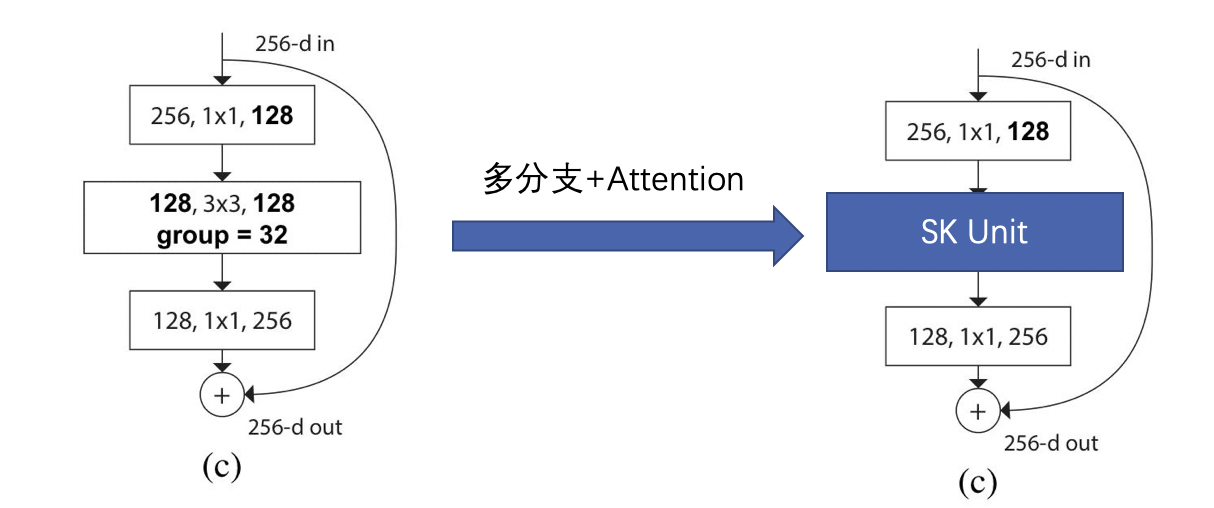 256-d in
256, 1x1, 128
128, 3x3, 128
group = 32
128, 1x1, 256
+
256-d out
(c)
多分支+Attention
256-d in
256, 1x1, 128
SK Unit
128, 1x1, 256
+
256-d out
(c)